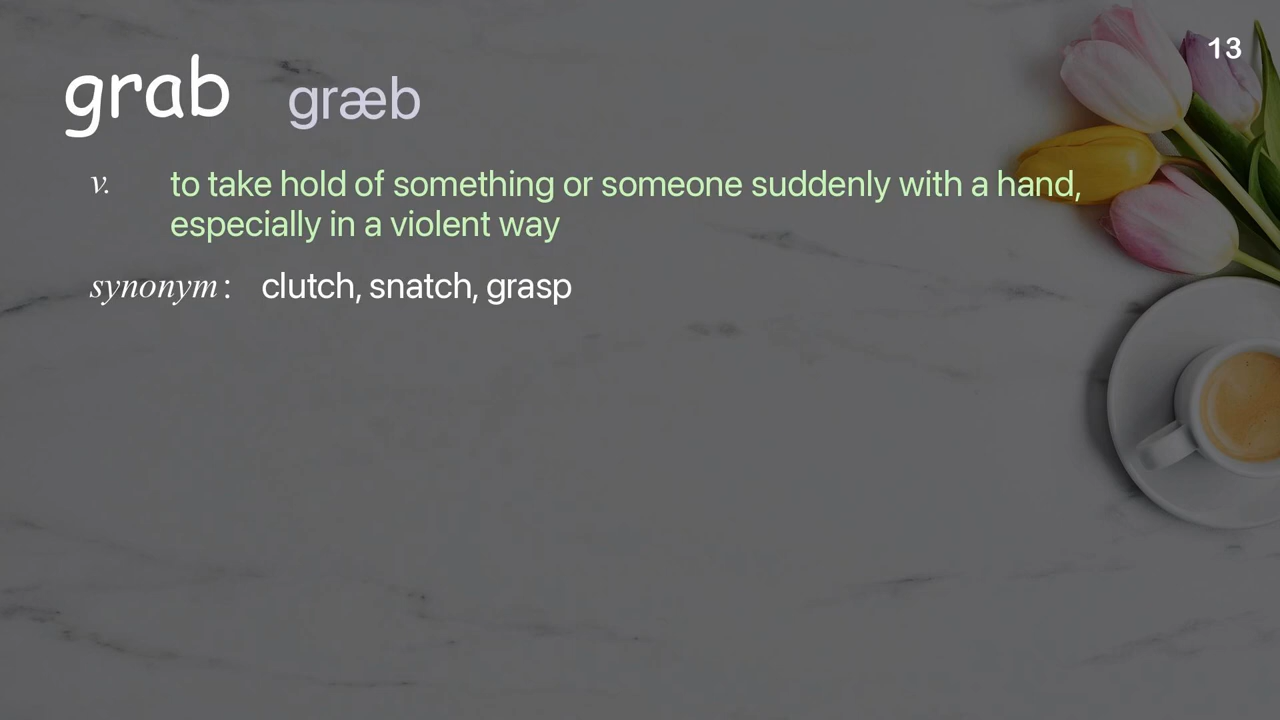 13
grab græb
v. to take hold of something or someone suddenly with a hand,
especially in a violent way
synonym: clutch, snatch, grasp